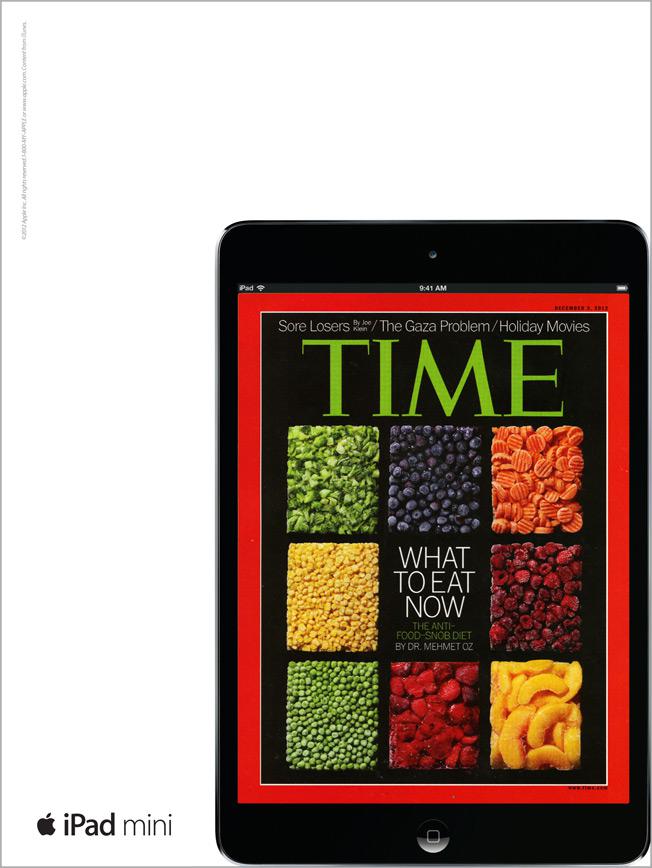 ©2012 Apple Inc. All rights reserved. 1-800-MY-APPLE or www.apple.com. Content from iTunes.
iPad
9:41 AM
DECEMBER 3, 2012
Sore Losers By Joe Klein / The Gaza Problem / Holiday Movies
TIME
WHAT
TO EAT
NOW
THE ANTI-
FOOD-SNOB DIET
BY DR. MEHMET OZ
www.time.com
iPad mini